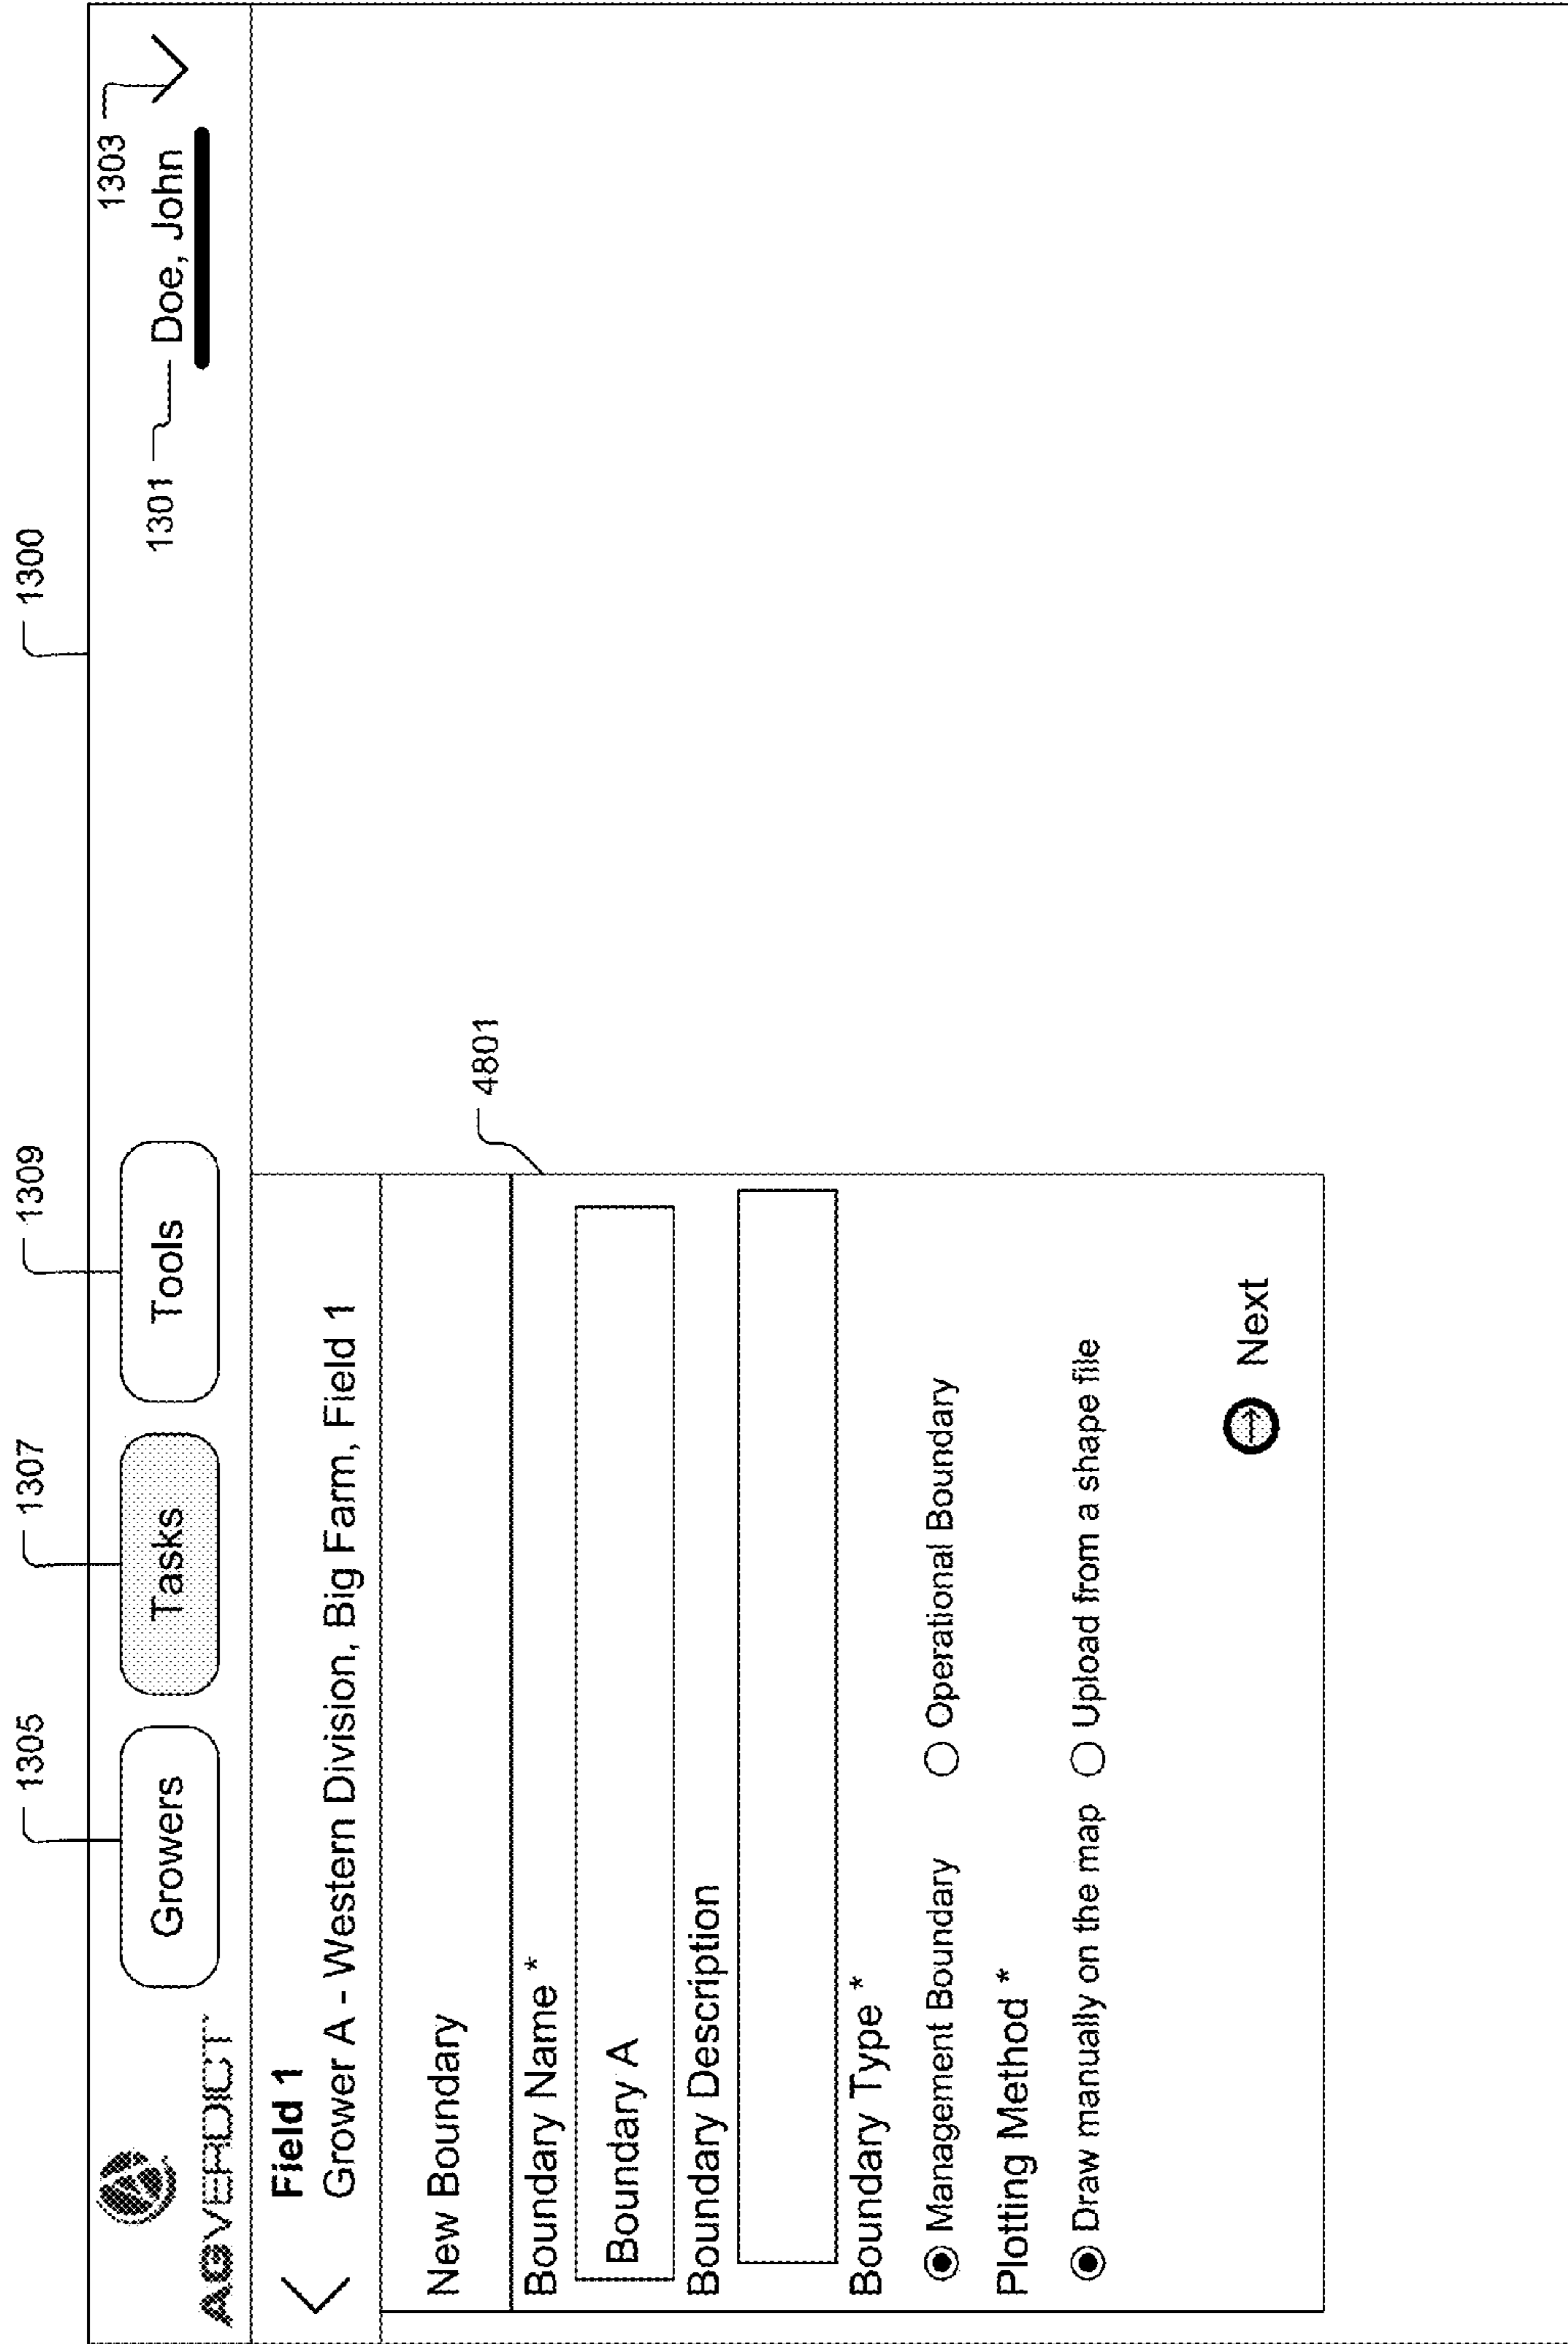 1300
1305
1307
1309
1303
AGVERDICT
Growers
Tasks
Tools
1301
Doe, John
Field 1
Grower A - Western Division, Big Farm, Field 1
New Boundary
4801
Boundary Name *
Boundary A
Boundary Description
Boundary Type *
Management Boundary
Operational Boundary
Plotting Method *
Draw manually on the map
Upload from a shape file
Next